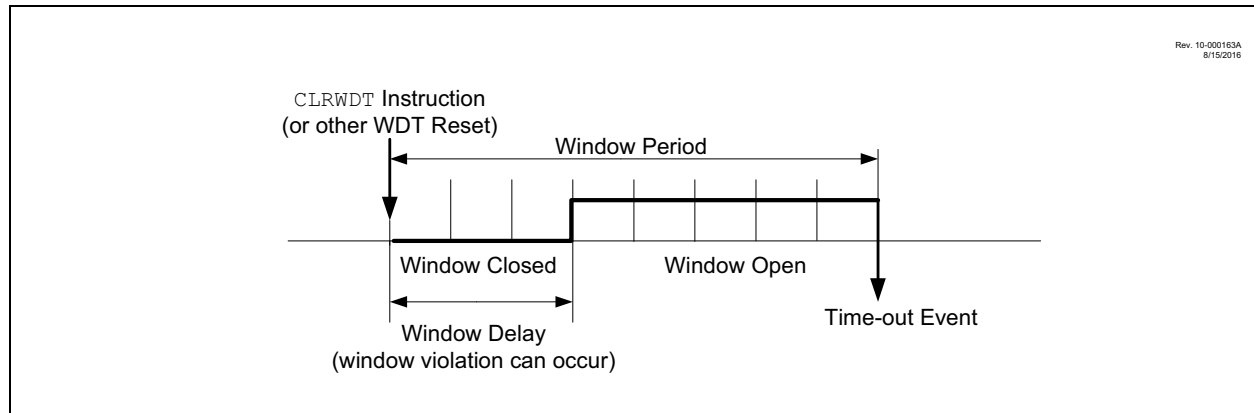 Rev. 10-000163A
8/15/2016
CLRWDT Instruction
(or other WDT Reset)
Window Period
Window Closed
Window Open
Window Delay
(window violation can occur)
Time-out Event